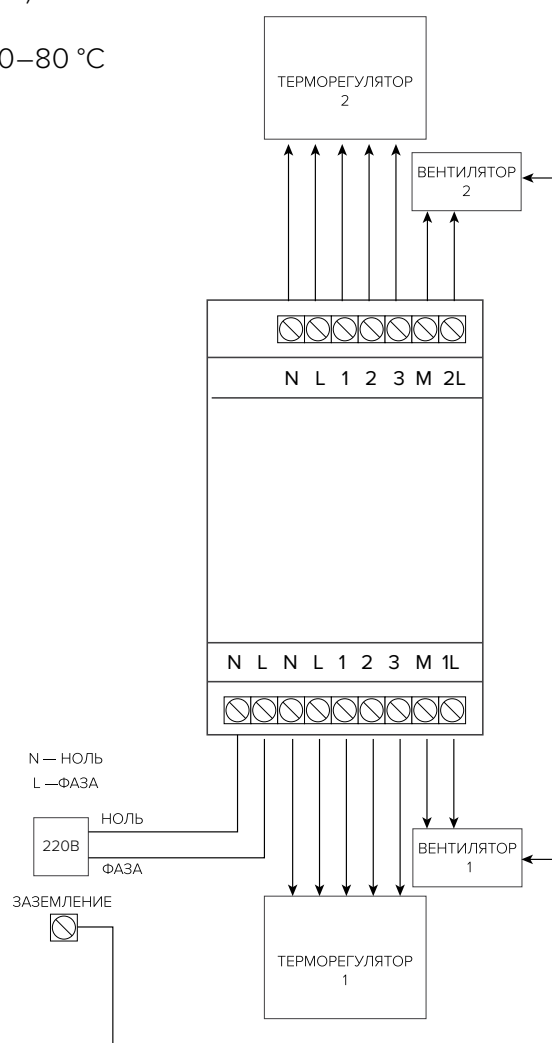 0–80 °C
ТЕРМОРЕГУЛЯТОР
2
ВЕНТИЛЯТОР
2
N L 1 2 3 M 2L
N L N L 1 2 3 M 1L
N — НОЛЬ
L —ФАЗА
НОЛЬ
220В
ФАЗА
ВЕНТИЛЯТОР
1
ЗАЗЕМЛЕНИЕ
ТЕРМОРЕГУЛЯТОР
1